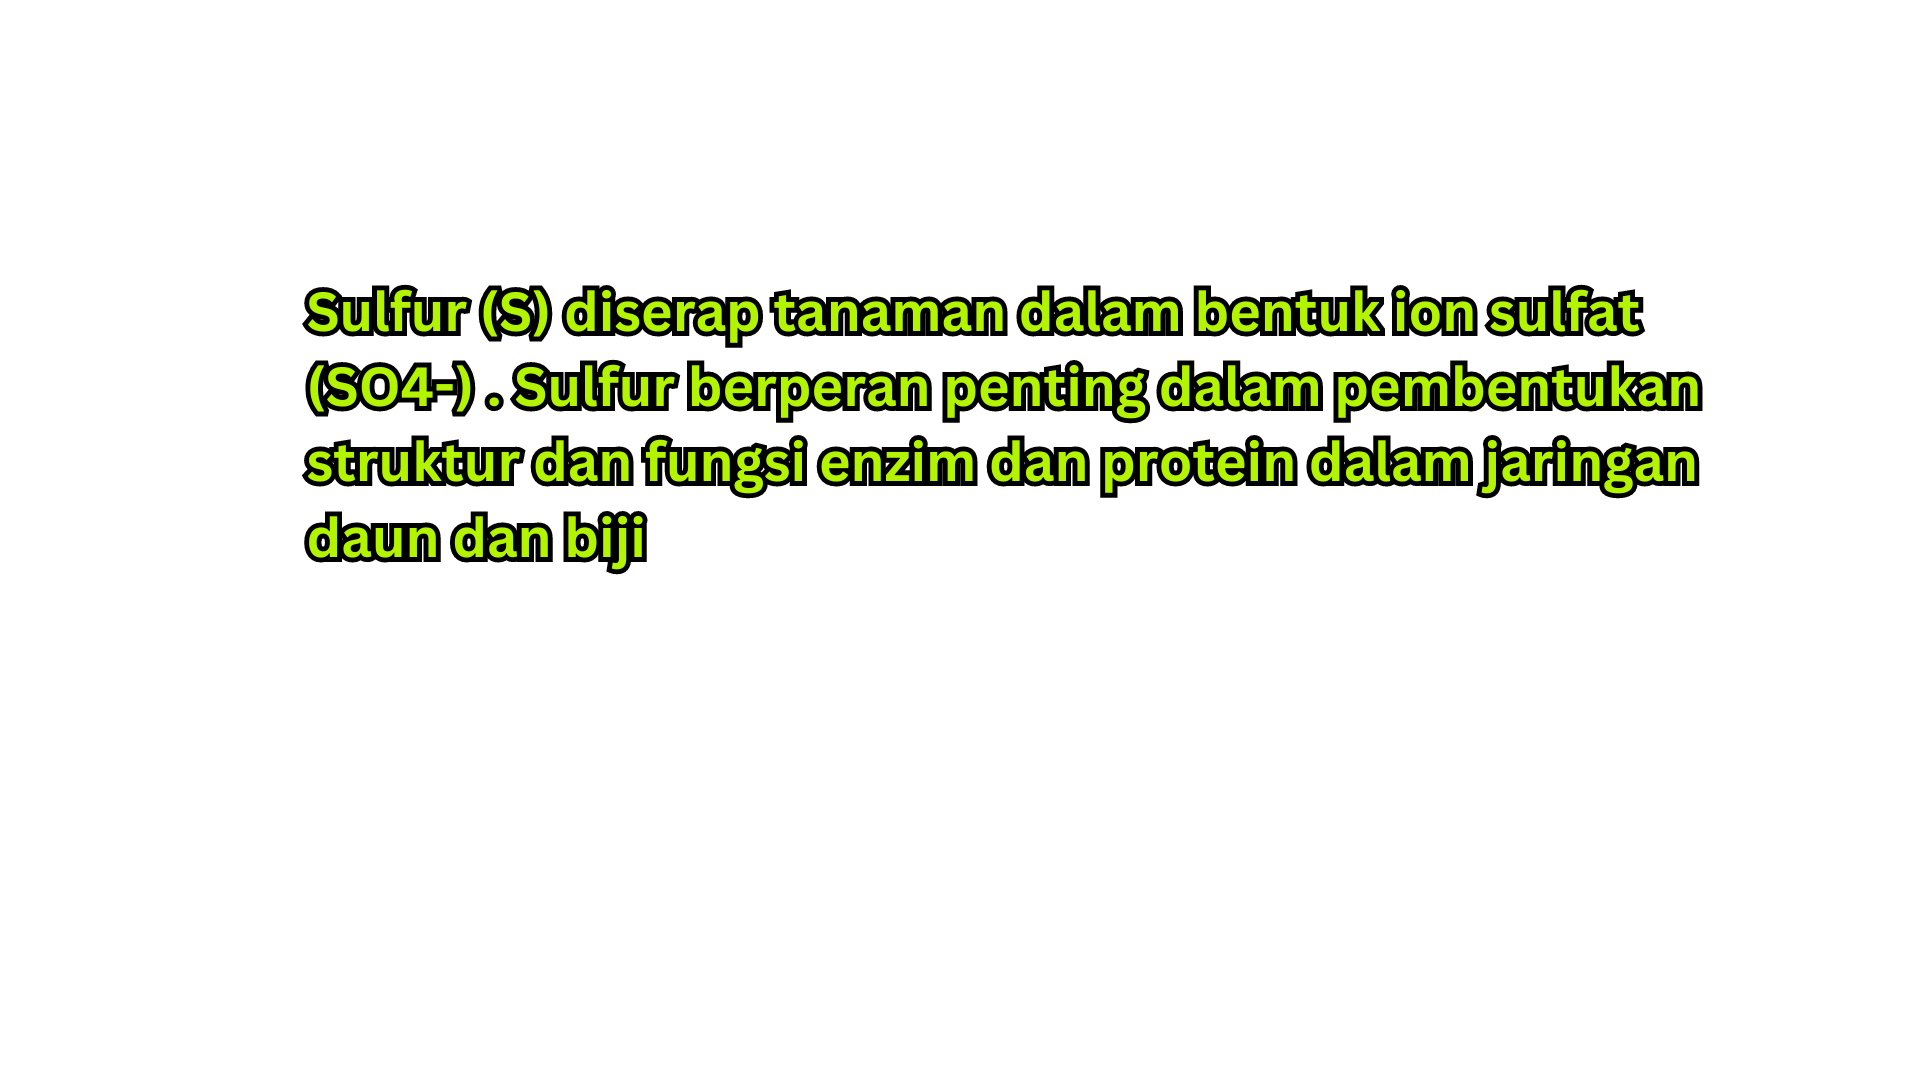 Sulfur (S) diserap tanaman dalam bentuk ion sulfat
(SO4-) . Sulfur berperan penting dalam pembentukan
struktur dan fungsi enzim dan protein dalam jaringan
daun dan biji